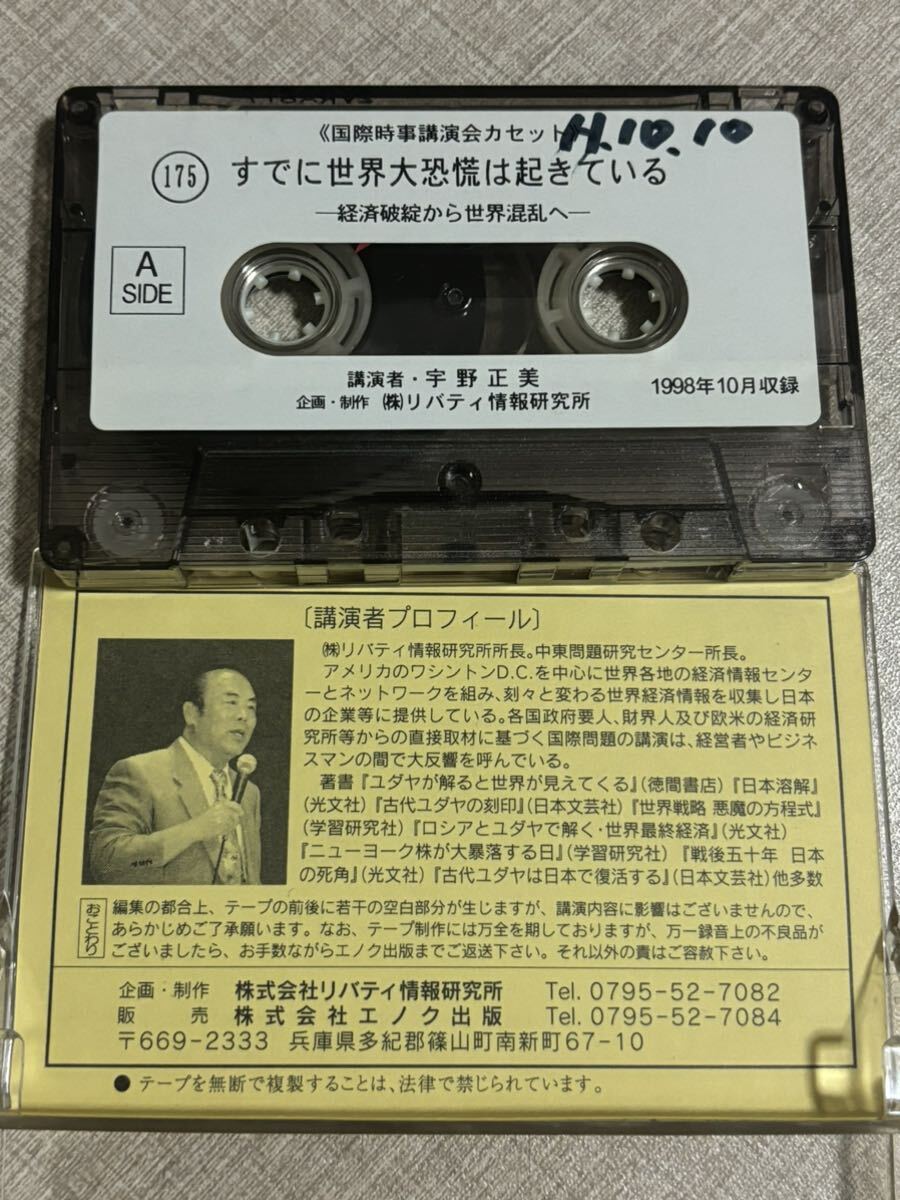 《国際時事講演会カセット》
H.10.10
175 すでに世界大恐慌は起きている
―経済破綻から世界混乱へ―
A
SIDE
講演者・宇野正美
企画・制作 ㈱リバティ情報研究所
1998年10月収録
〔講演者プロフィール〕
㈱リバティ情報研究所所長。中東問題研究センター所長。
アメリカのワシントンD.C.を中心に世界各地の経済情報センタ
ーとネットワークを組み、刻々と変わる世界経済情報を収集し日本
の企業等に提供している。各国政府要人、財界人及び欧米の経済研
究所等からの直接取材に基づく国際問題の講演は、経営者やビジネ
スマンの間で大反響を呼んでいる。
著書『ユダヤが解ると世界が見えてくる』(徳間書店)『日本溶解』
(光文社)『古代ユダヤの刻印』(日本文芸社)『世界戦略 悪魔の方程式』
(学習研究社)『ロシアとユダヤで解く・世界最終経済』(光文社)
『ニューヨーク株が大暴落する日』(学習研究社)『戦後五十年 日本
の死角』(光文社)『古代ユダヤは日本で復活する』(日本文芸社)他多数
おことわり
編集の都合上、テープの前後に若干の空白部分が生じますが、講演内容に影響はございませんので、
あらかじめご了承願います。なお、テープ制作には万全を期しておりますが、万一録音上の不良品が
ございましたら、お手数ながらエノク出版までご返送下さい。それ以外の責はご容赦下さい。
企画・制作 株式会社リバティ情報研究所 Tel. 0795-52-7082
販 売 株式会社エノク出版 Tel. 0795-52-7084
〒669-2333 兵庫県多紀郡篠山町南新町67-10
● テープを無断で複製することは、法律で禁じられています。